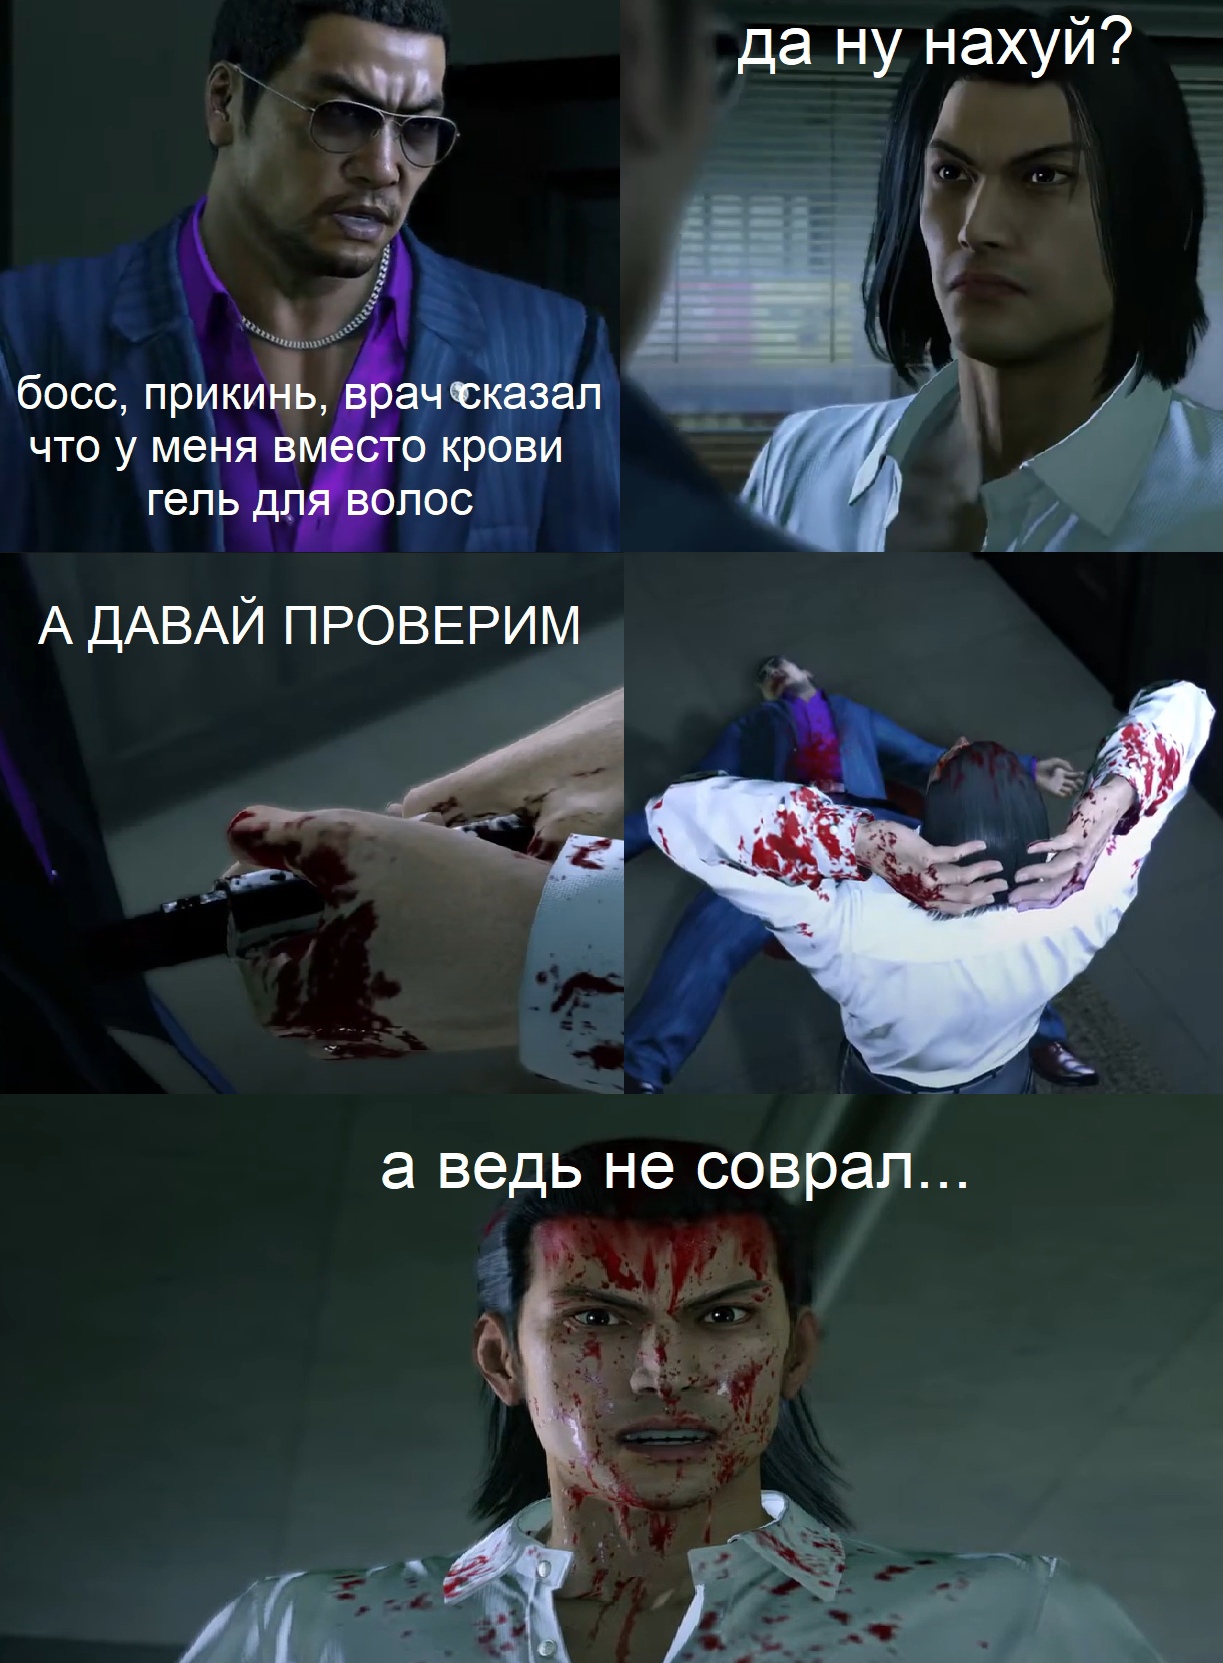 босс, прикинь, врач сказал
что у меня вместо крови
гель для волос
да ну нахуй?
А ДАВАЙ ПРОВЕРИМ
а ведь не соврал...